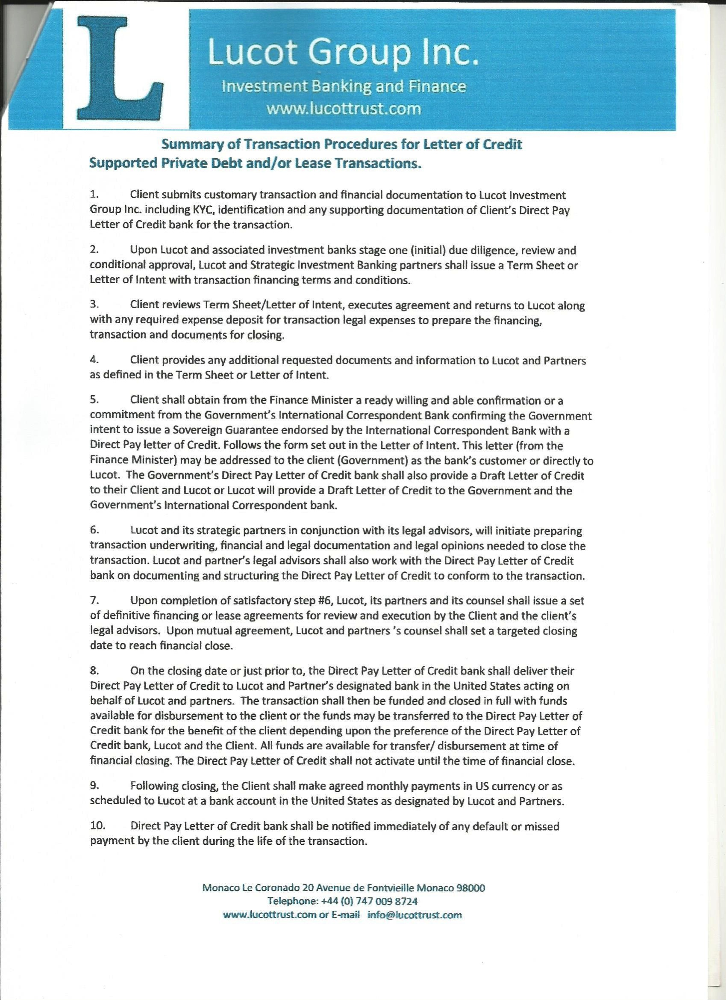 L
Lucot Group Inc.
Investment Banking and Finance
www.lucottrust.com
Summary of Transaction Procedures for Letter of Credit
Supported Private Debt and/or Lease Transactions.
1. Client submits customary transaction and financial documentation to Lucot Investment
Group Inc. including KYC, identification and any supporting documentation of Client's Direct Pay
Letter of Credit bank for the transaction.
2. Upon Lucot and associated investment banks stage one (initial) due diligence, review and
conditional approval, Lucot and Strategic Investment Banking partners shall issue a Term Sheet or
Letter of Intent with transaction financing terms and conditions.
3. Client reviews Term Sheet/Letter of Intent, executes agreement and returns to Lucot along
with any required expense deposit for transaction legal expenses to prepare the financing,
transaction and documents for closing.
4. Client provides any additional requested documents and information to Lucot and Partners
as defined in the Term Sheet or Letter of Intent.
5. Client shall obtain from the Finance Minister a ready willing and able confirmation or a
commitment from the Government's International Correspondent Bank confirming the Government
intent to issue a Sovereign Guarantee endorsed by the International Correspondent Bank with a
Direct Pay letter of Credit. Follows the form set out in the Letter of Intent. This letter (from the
Finance Minister) may be addressed to the client (Government) as the bank's customer or directly to
Lucot. The Government's Direct Pay Letter of Credit bank shall also provide a Draft Letter of Credit
to their Client and Lucot or Lucot will provide a Draft Letter of Credit to the Government and the
Government's International Correspondent bank.
6. Lucot and its strategic partners in conjunction with its legal advisors, will initiate preparing
transaction underwriting, financial and legal documentation and legal opinions needed to close the
transaction. Lucot and partner's legal advisors shall also work with the Direct Pay Letter of Credit
bank on documenting and structuring the Direct Pay Letter of Credit to conform to the transaction.
7. Upon completion of satisfactory step #6, Lucot, its partners and its counsel shall issue a set
of definitive financing or lease agreements for review and execution by the Client and the client's
legal advisors. Upon mutual agreement, Lucot and partners 's counsel shall set a targeted closing
date to reach financial close.
8. On the closing date or just prior to, the Direct Pay Letter of Credit bank shall deliver their
Direct Pay Letter of Credit to Lucot and Partner's designated bank in the United States acting on
behalf of Lucot and partners. The transaction shall then be funded and closed in full with funds
available for disbursement to the client or the funds may be transferred to the Direct Pay Letter of
Credit bank for the benefit of the client depending upon the preference of the Direct Pay Letter of
Credit bank, Lucot and the Client. All funds are available for transfer/ disbursement at time of
financial closing. The Direct Pay Letter of Credit shall not activate until the time of financial close.
9. Following closing, the Client shall make agreed monthly payments in US currency or as
scheduled to Lucot at a bank account in the United States as designated by Lucot and Partners.
10. Direct Pay Letter of Credit bank shall be notified immediately of any default or missed
payment by the client during the life of the transaction.
Monaco Le Coronado 20 Avenue de Fontvieille Monaco 98000
Telephone: +44 (0) 747 009 8724
www.lucottrust.com or E-mail info@lucottrust.com